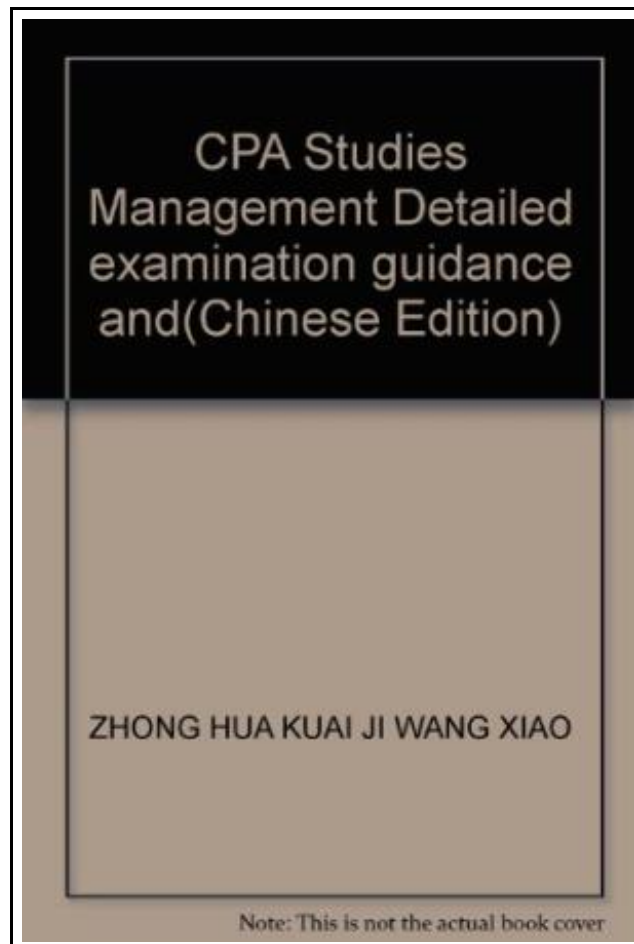 CPA Studies
Management Detailed
examination guidance
and(Chinese Edition)
ZHONG HUA KUAI JI WANG XIAO
Note: This is not the actual book cover